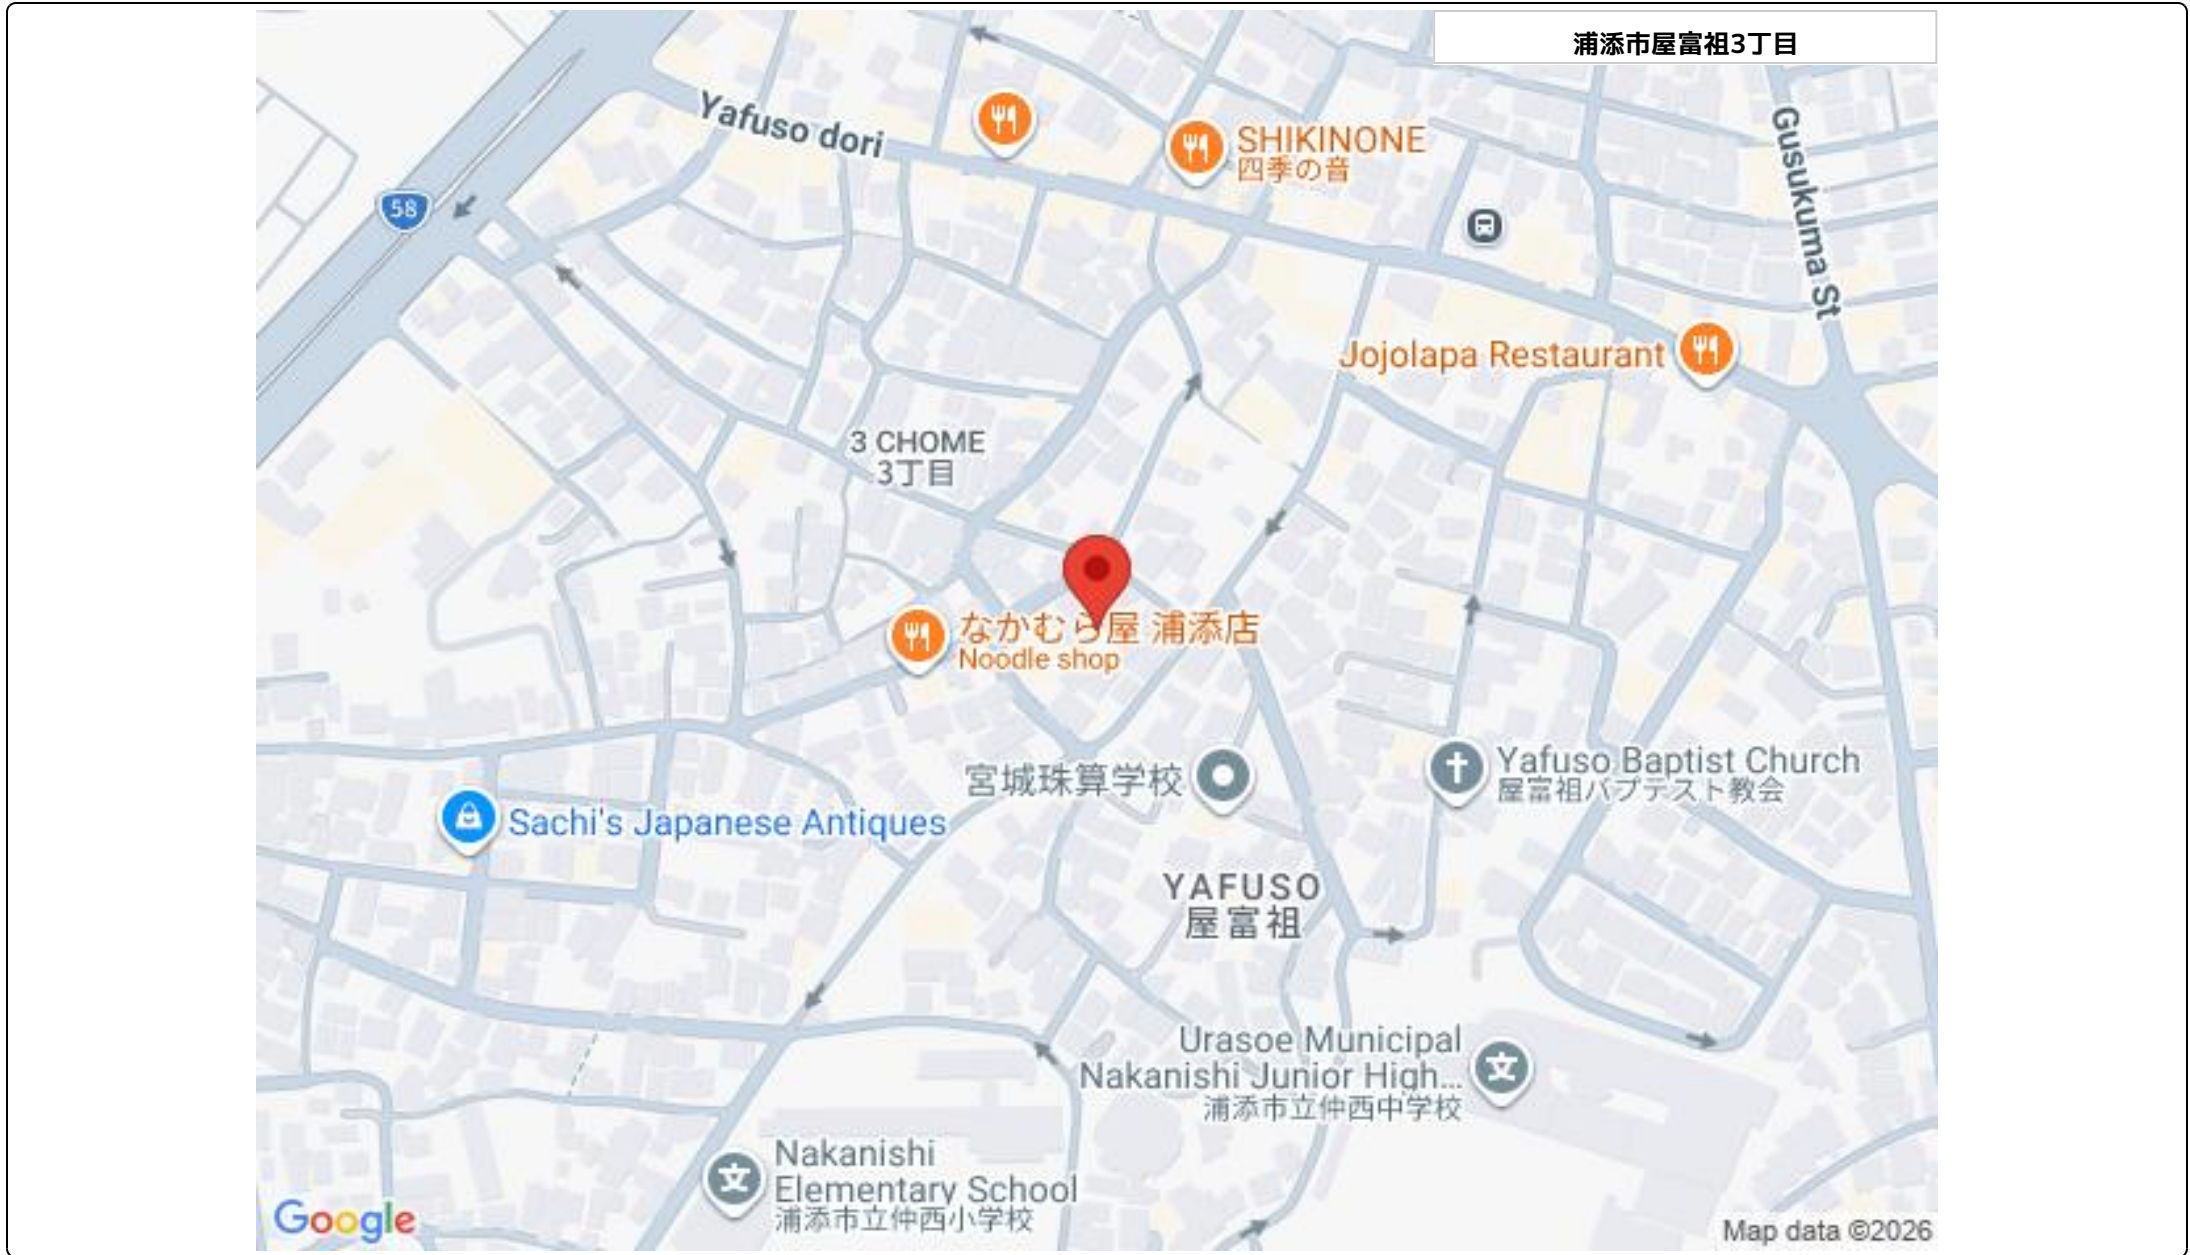 浦添市屋富祖3丁目
Yafuso dori
SHIKINONE
四季の音
Gusukuma St
58
Jojolapa Restaurant
3 CHOME
3丁目
なかむら屋 浦添店
Noodle shop
宮城珠算学校
Yafuso Baptist Church
屋富祖バプテスト教会
Sachi's Japanese Antiques
YAFUSO
屋富祖
Urasoe Municipal
Nakanishi Junior High...
浦添市立仲西中学校
Nakanishi
Elementary School
浦添市立仲西小学校
Google
Map data ©2026